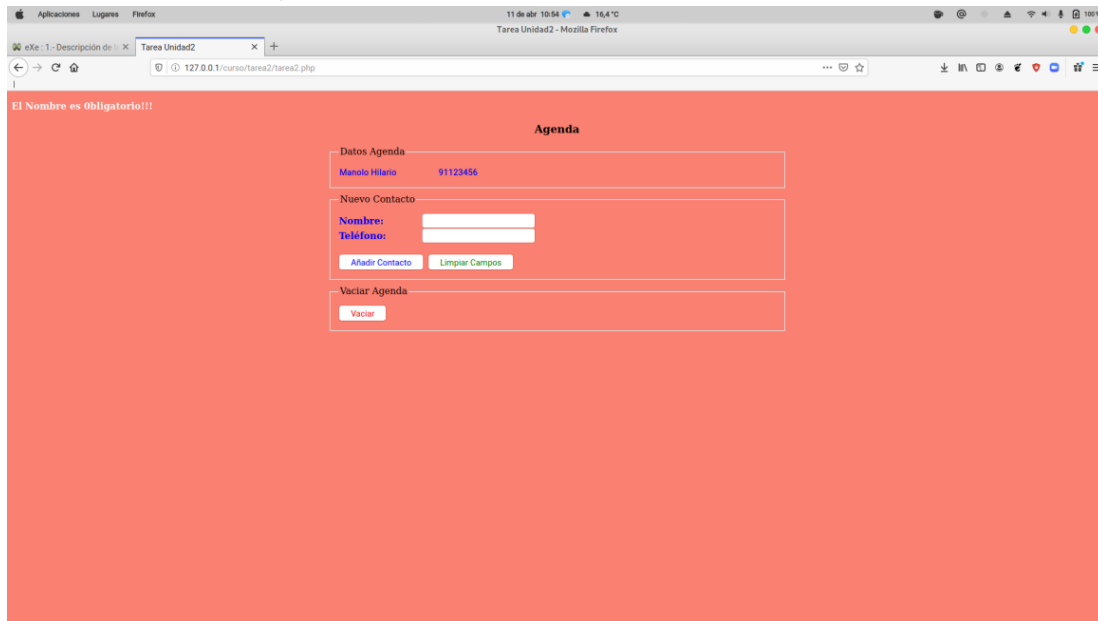 Aplicaciones Lugares Firefox 11 de abr 10:54 16,4 °C
Tarea Unidad2 - Mozilla Firefox
eXe : 1.- Descripción de l Tarea Unidad2
127.0.0.1/curso/tarea2/tarea2.php
El Nombre es 0bligatorio!!!
Agenda
Datos Agenda
Manolo Hilario 91123456
Nuevo Contacto
Nombre:
Teléfono:
Añadir Contacto Limpiar Campos
Vaciar Agenda
Vaciar